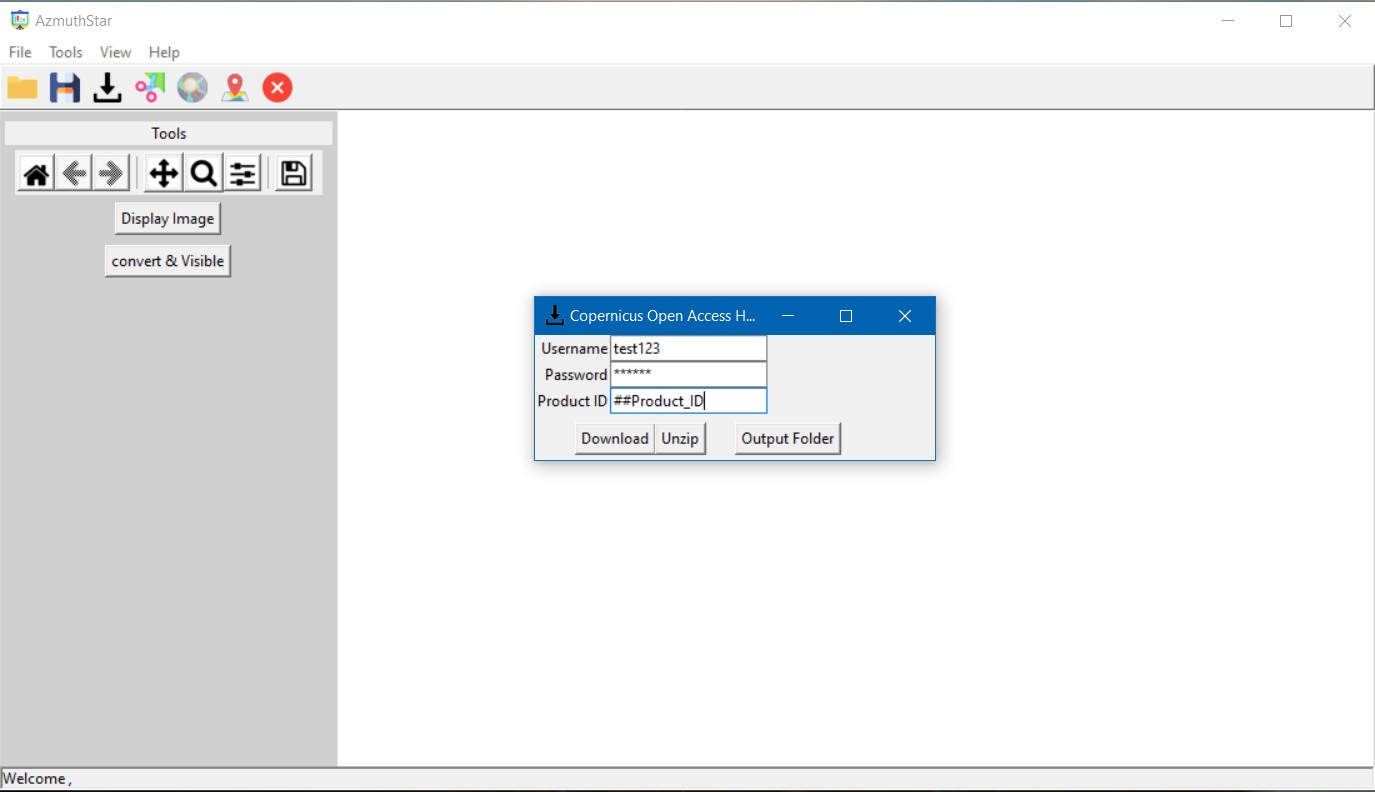 AzmuthStar
File Tools View Help
Tools
Display Image
convert & Visible
Copernicus Open Access H...
Username test123
Password ******
Product ID ##Product_ID
Download Unzip Output Folder
Welcome ,